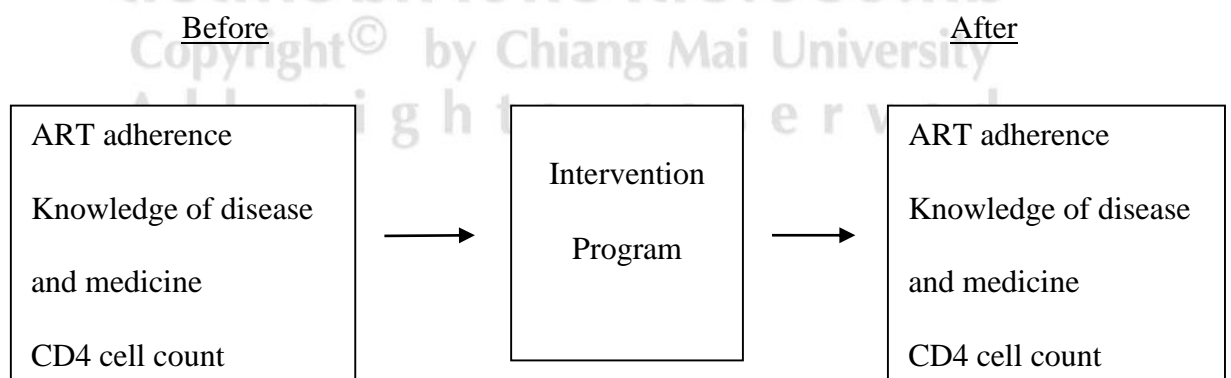 Before
After
Copyright© by Chiang Mai University
ART adherence
Knowledge of disease
and medicine
CD4 cell count
Intervention
Program
ART adherence
Knowledge of disease
and medicine
CD4 cell count